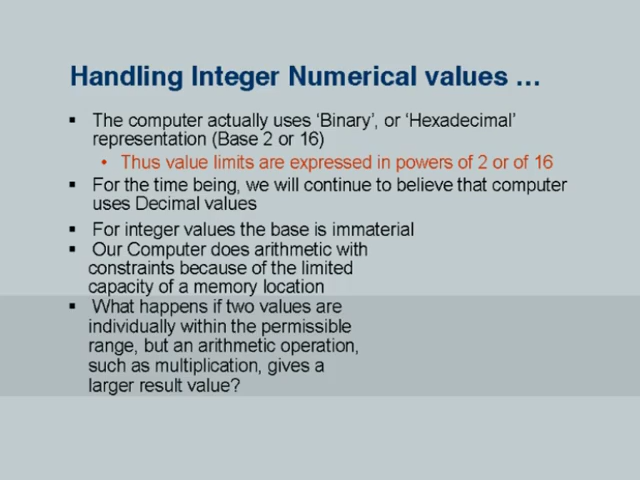 Handling Integer Numerical values …
▪ The computer actually uses 'Binary', or 'Hexadecimal'
representation (Base 2 or 16)
• Thus value limits are expressed in powers of 2 or of 16
▪ For the time being, we will continue to believe that computer
uses Decimal values
▪ For integer values the base is immaterial
▪ Our Computer does arithmetic with
constraints because of the limited
capacity of a memory location
▪ What happens if two values are
individually within the permissible
range, but an arithmetic operation,
such as multiplication, gives a
larger result value?